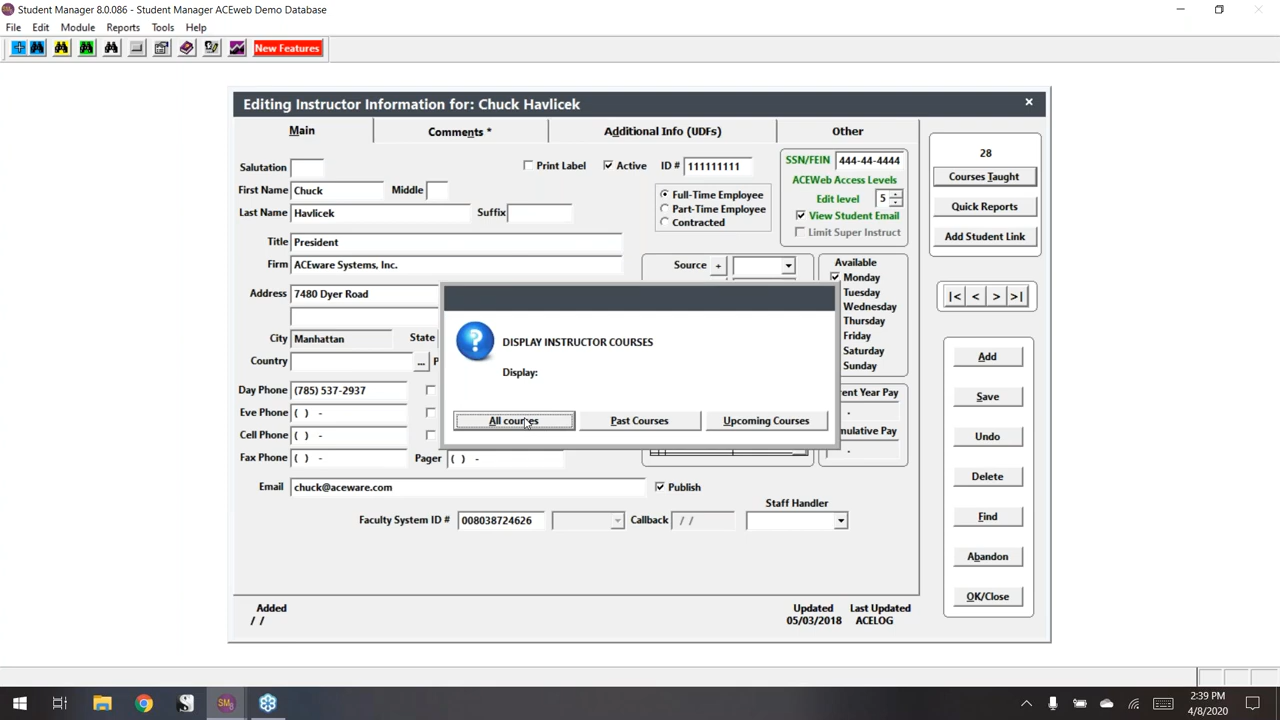 Student Manager 8.0.086 - Student Manager ACEweb Demo Database
File Edit Module Reports Tools Help
New Features
Editing Instructor Information for: Chuck Havlicek
Main Comments * Additional Info (UDFs) Other
Salutation
Print Label Active ID # 111111111
SSN/FEIN 444-44-4444
ACEWeb Access Levels
Edit level 5
View Student Email
Limit Super Instruct
First Name Chuck Middle
Full-Time Employee
Part-Time Employee
Contracted
Last Name Havlicek Suffix
Title President
Firm ACEware Systems, Inc.
Source +
Available
Monday
Tuesday
Wednesday
Thursday
Friday
Saturday
Sunday
Address 7480 Dyer Road
City Manhattan State
Country ... P
Day Phone (785) 537-2937
Eve Phone ( ) -
Cell Phone ( ) -
Fax Phone ( ) - Pager ( ) -
DISPLAY INSTRUCTOR COURSES
Display:
All courses Past Courses Upcoming Courses
ent Year Pay
.
mulative Pay
.
Email chuck@aceware.com Publish
Staff Handler
Faculty System ID # 008038724626 Callback / /
Added
/ /
Updated Last Updated
05/03/2018 ACELOG
28
Courses Taught
Quick Reports
Add Student Link
|< < > >|
Add
Save
Undo
Delete
Find
Abandon
OK/Close
SM8
2:39 PM
4/8/2020